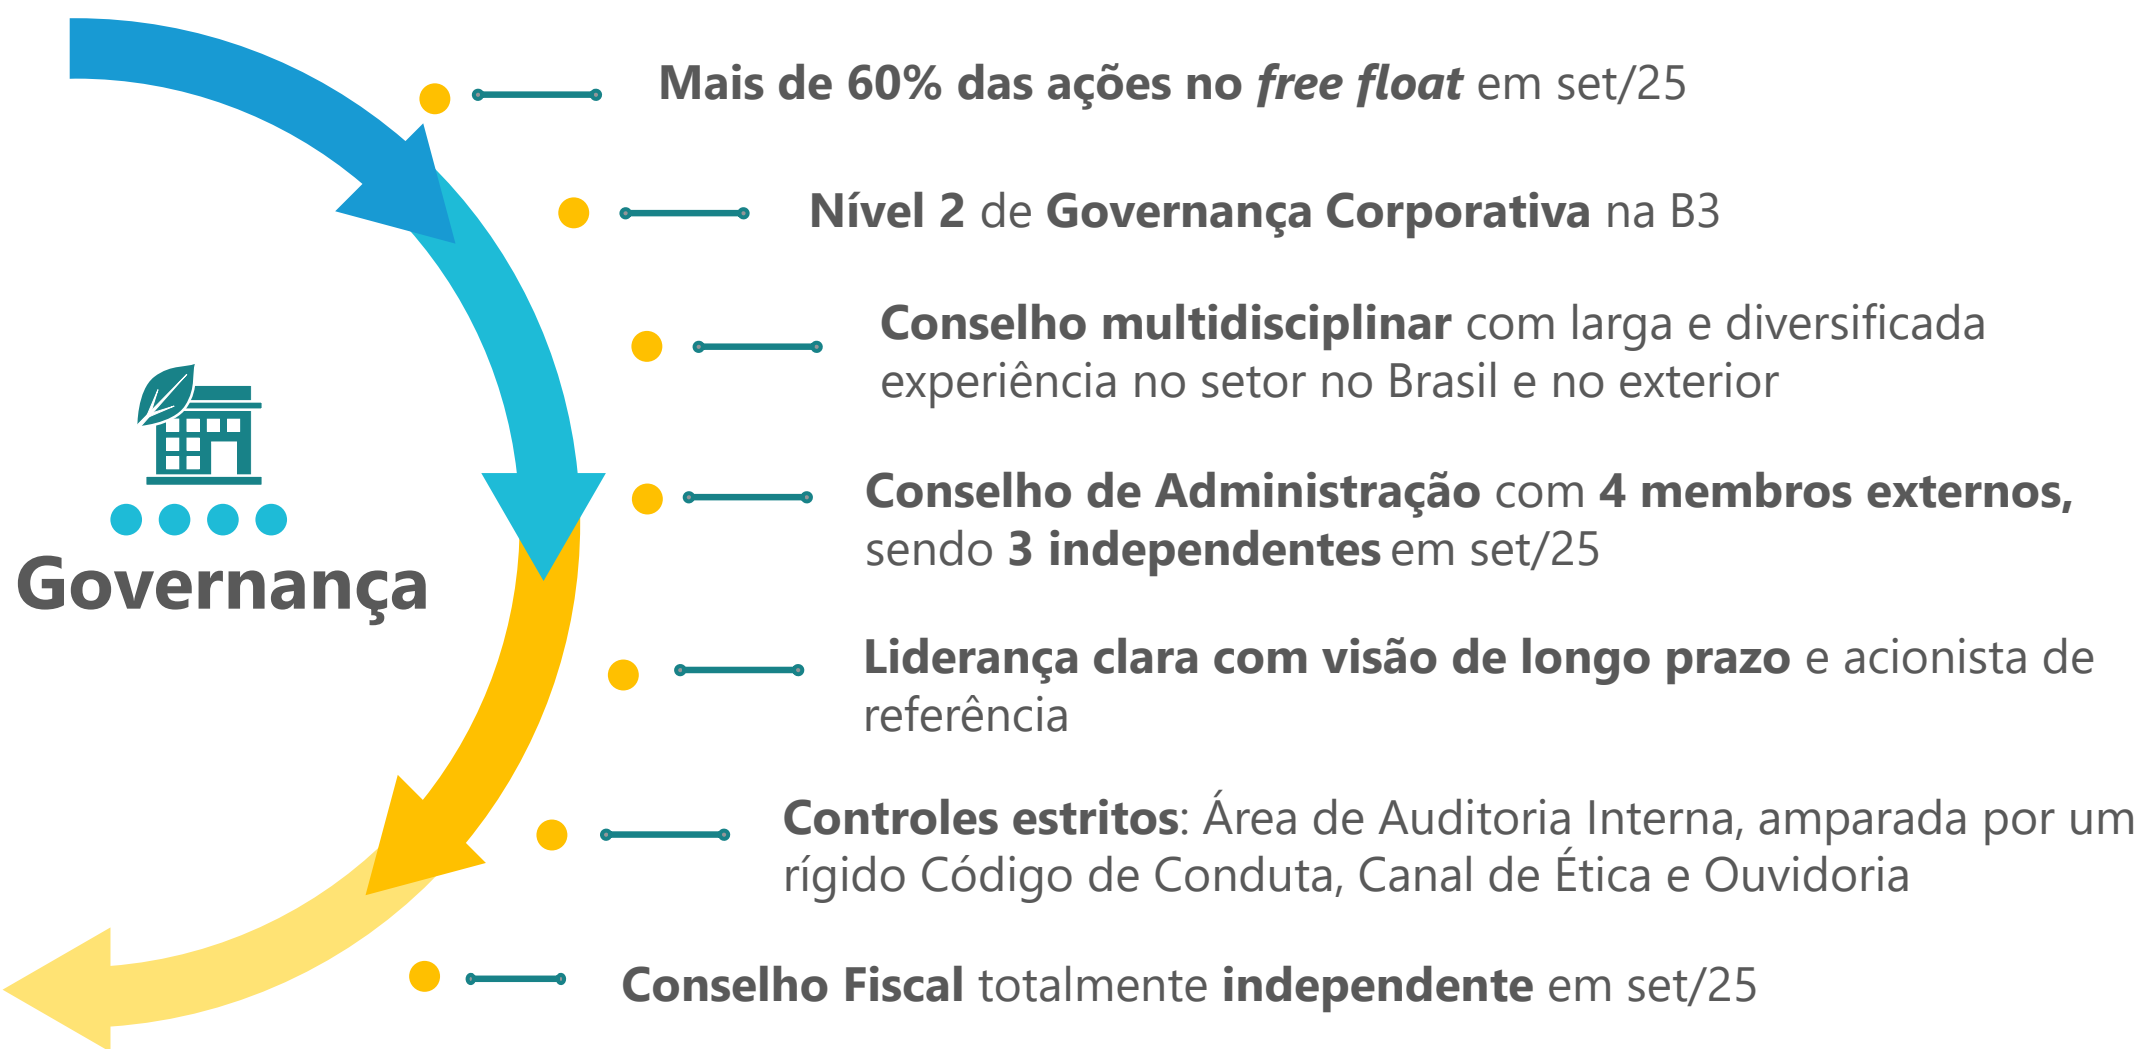 Mais de 60% das ações no free float em set/25
Nível 2 de Governança Corporativa na B3
Conselho multidisciplinar com larga e diversificada
experiência no setor no Brasil e no exterior
Conselho de Administração com 4 membros externos,
sendo 3 independentes em set/25
Governança
Liderança clara com visão de longo prazo e acionista de
referência
Controles estritos: Área de Auditoria Interna, amparada por um
rígido Código de Conduta, Canal de Ética e Ouvidoria
Conselho Fiscal totalmente independente em set/25